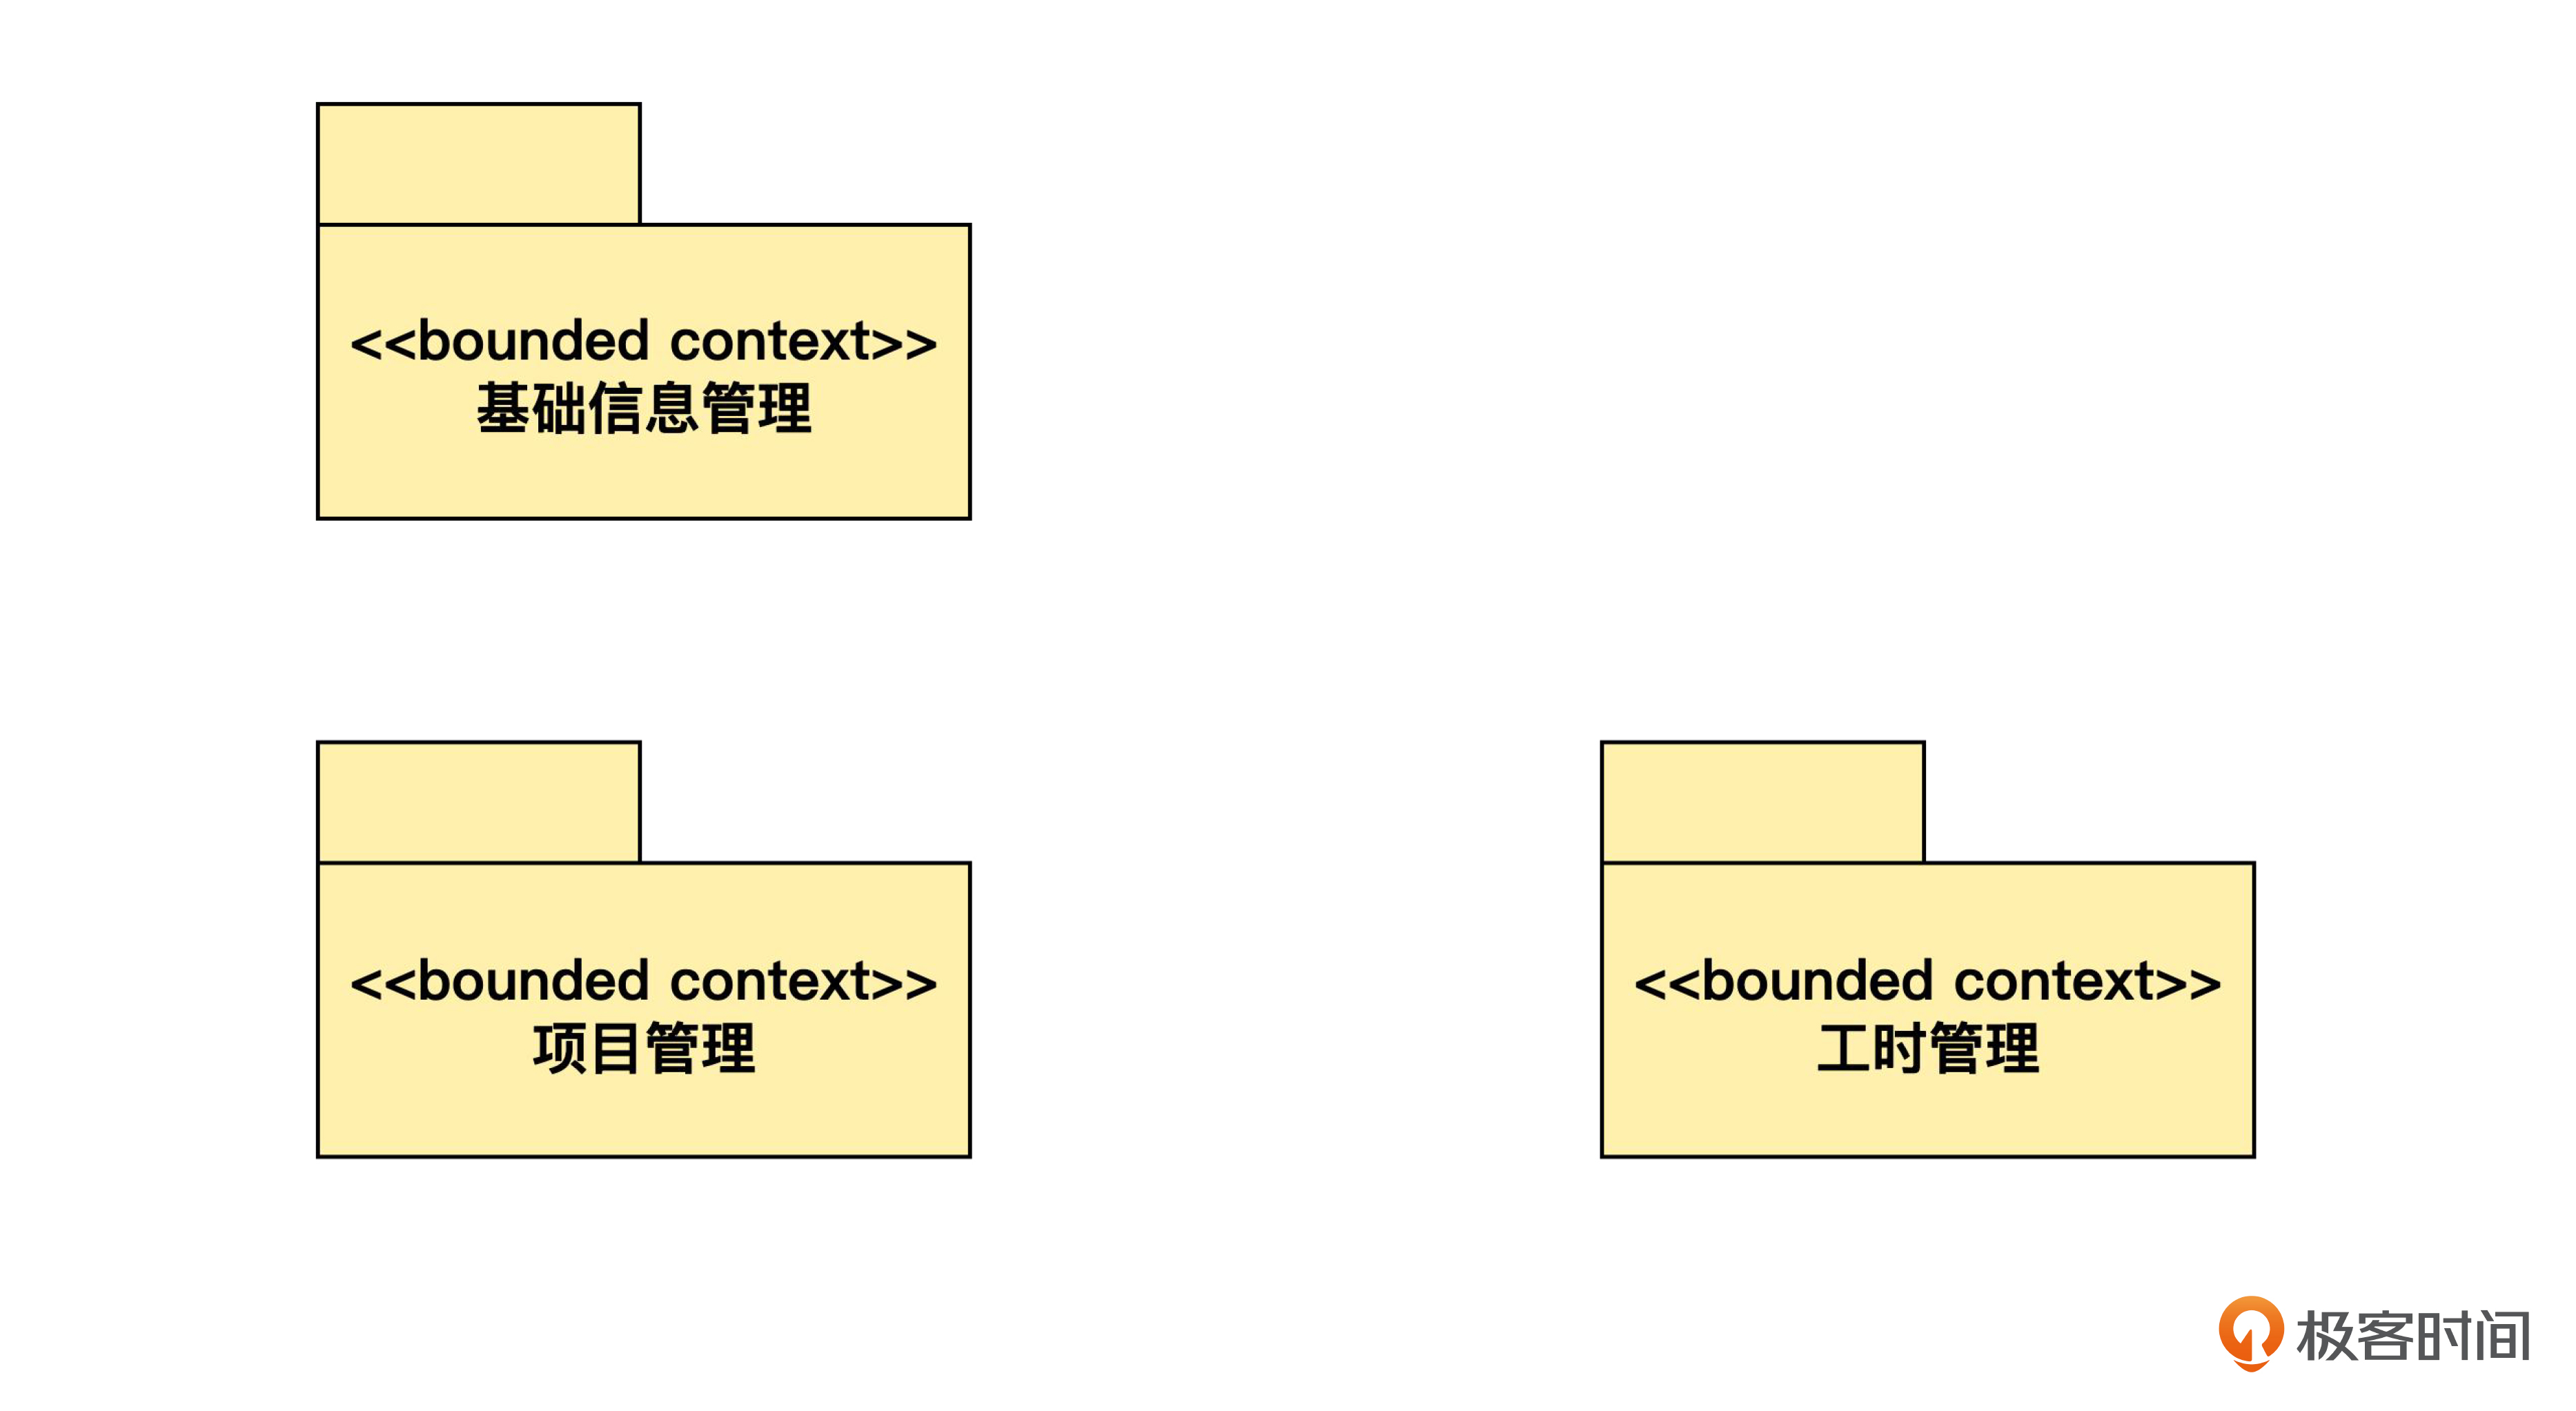 <<bounded context>>
基础信息管理
<<bounded context>>
项目管理
<<bounded context>>
工时管理
极客时间